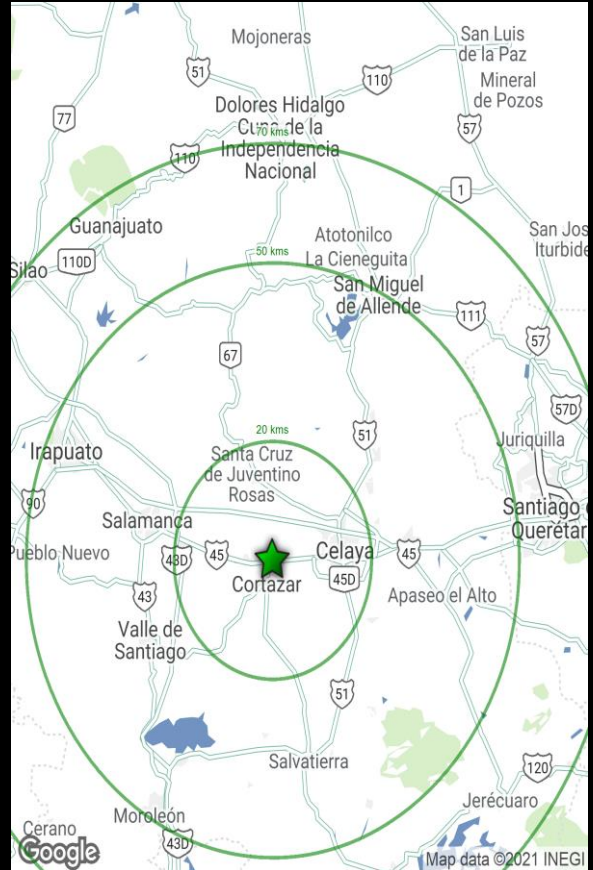 Mojoneras
San Luis
de la Paz
51
110
Mineral
de Pozos
77
Dolores Hidalgo
Cuna de la
70 kms
57
Independencia
110
Nacional
1
Guanajuato
Atotonilco
San Jos
Iturbide
50 kms
La Cieneguita
Silao
110D
San Miguel
de Allende
111
57
67
57D
20 kms
51
Juriquilla
Irapuato
Santa Cruz
de Juventino
Rosas
90
Salamanca
Santiago
Querétar
Pueblo Nuevo
43D
45
Celaya
45
Cortazar
45D
43
Apaseo el Alto
Valle de
Santiago
51
Salvatierra
120
Jerécuaro
Moroleón
Cerano
43D
Google
Map data ©2021 INEGI